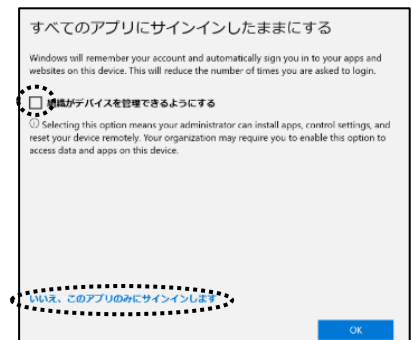 すべてのアプリにサインインしたままにする
Windows will remember your account and automatically sign you in to your apps and
websites on this device. This will reduce the number of times you are asked to login.
組織がデバイスを管理できるようにする
Selecting this option means your administrator can install apps, control settings, and
reset your device remotely. Your organization may require you to enable this option to
access data and apps on this device.
いいえ、このアプリのみにサインインします
OK